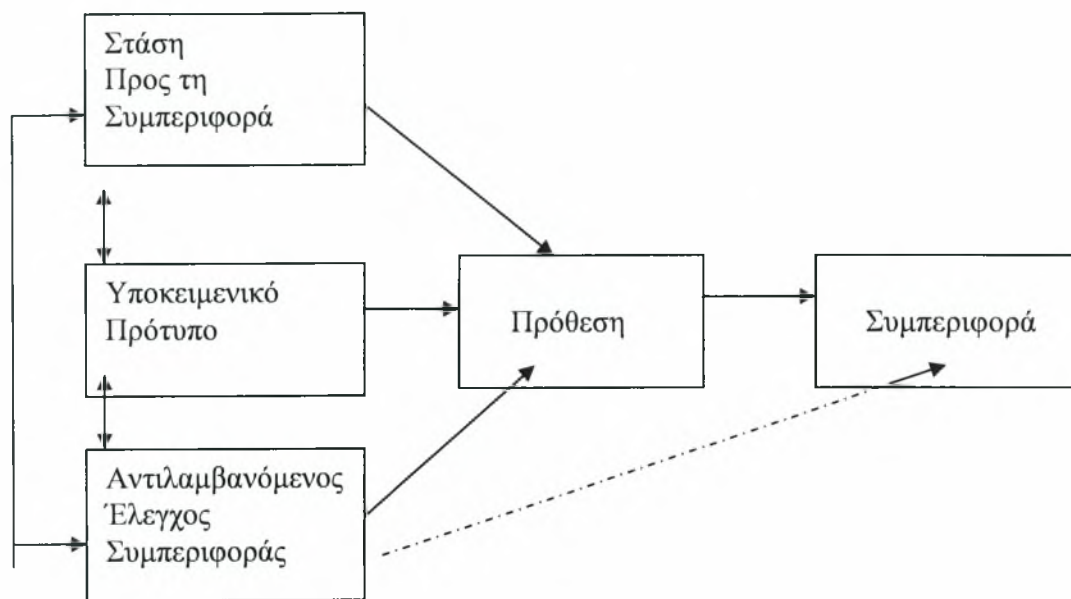 Στάση
Προς τη
Συμπεριφορά
Υποκειμενικό
Πρότυπο
Πρόθεση
Συμπεριφορά
Αντιλαμβανόμενος
Έλεγχος
Συμπεριφοράς